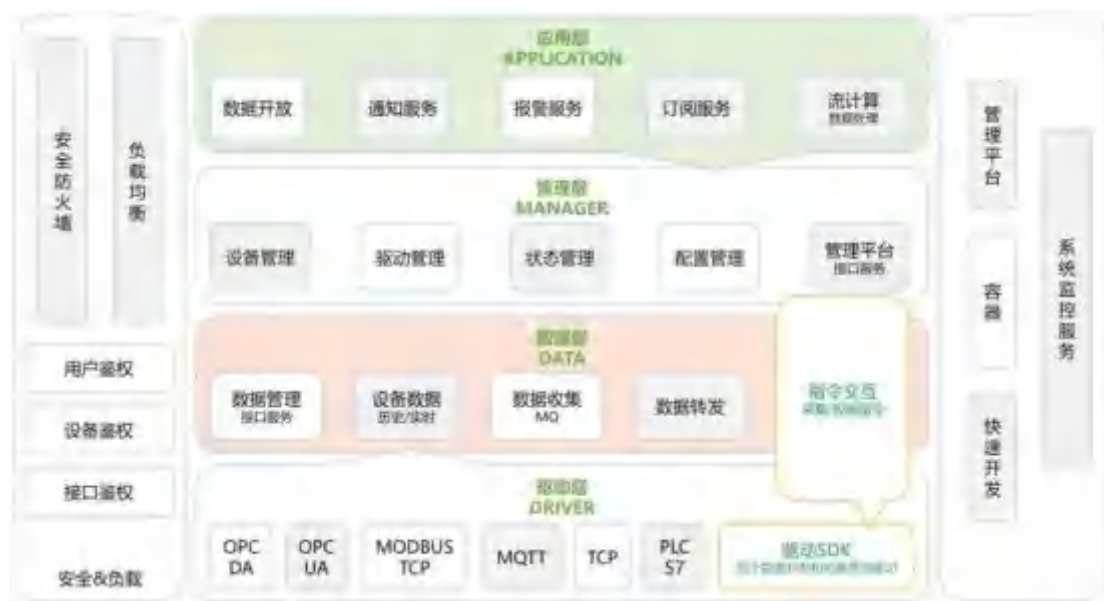 安全防火墙
负载均衡
用户鉴权
设备鉴权
接口鉴权
安全&负载
应用层
APPLICATION
数据开放
通知服务
报警服务
订阅服务
流计算
数据处理
管理层
MANAGER
设备管理
驱动管理
状态管理
配置管理
管理平台
接口服务
数据层
DATA
数据管理
接口服务
设备数据
历史/实时
数据收集
MQ
数据转发
指令交互
驱动层
DRIVER
OPC
DA
OPC
UA
MODBUS
TCP
MQTT
TCP
PLC
S7
驱动SDK
管理平台
容器
快速开发
系统监控服务